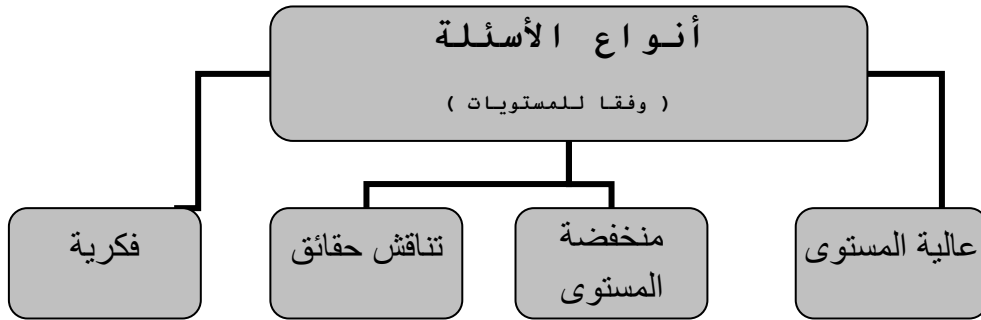 أنواع الأسئلة
( وفقا للمستويات )
عالية المستوى
منخفضة
المستوى
تناقش حقائق
فكرية